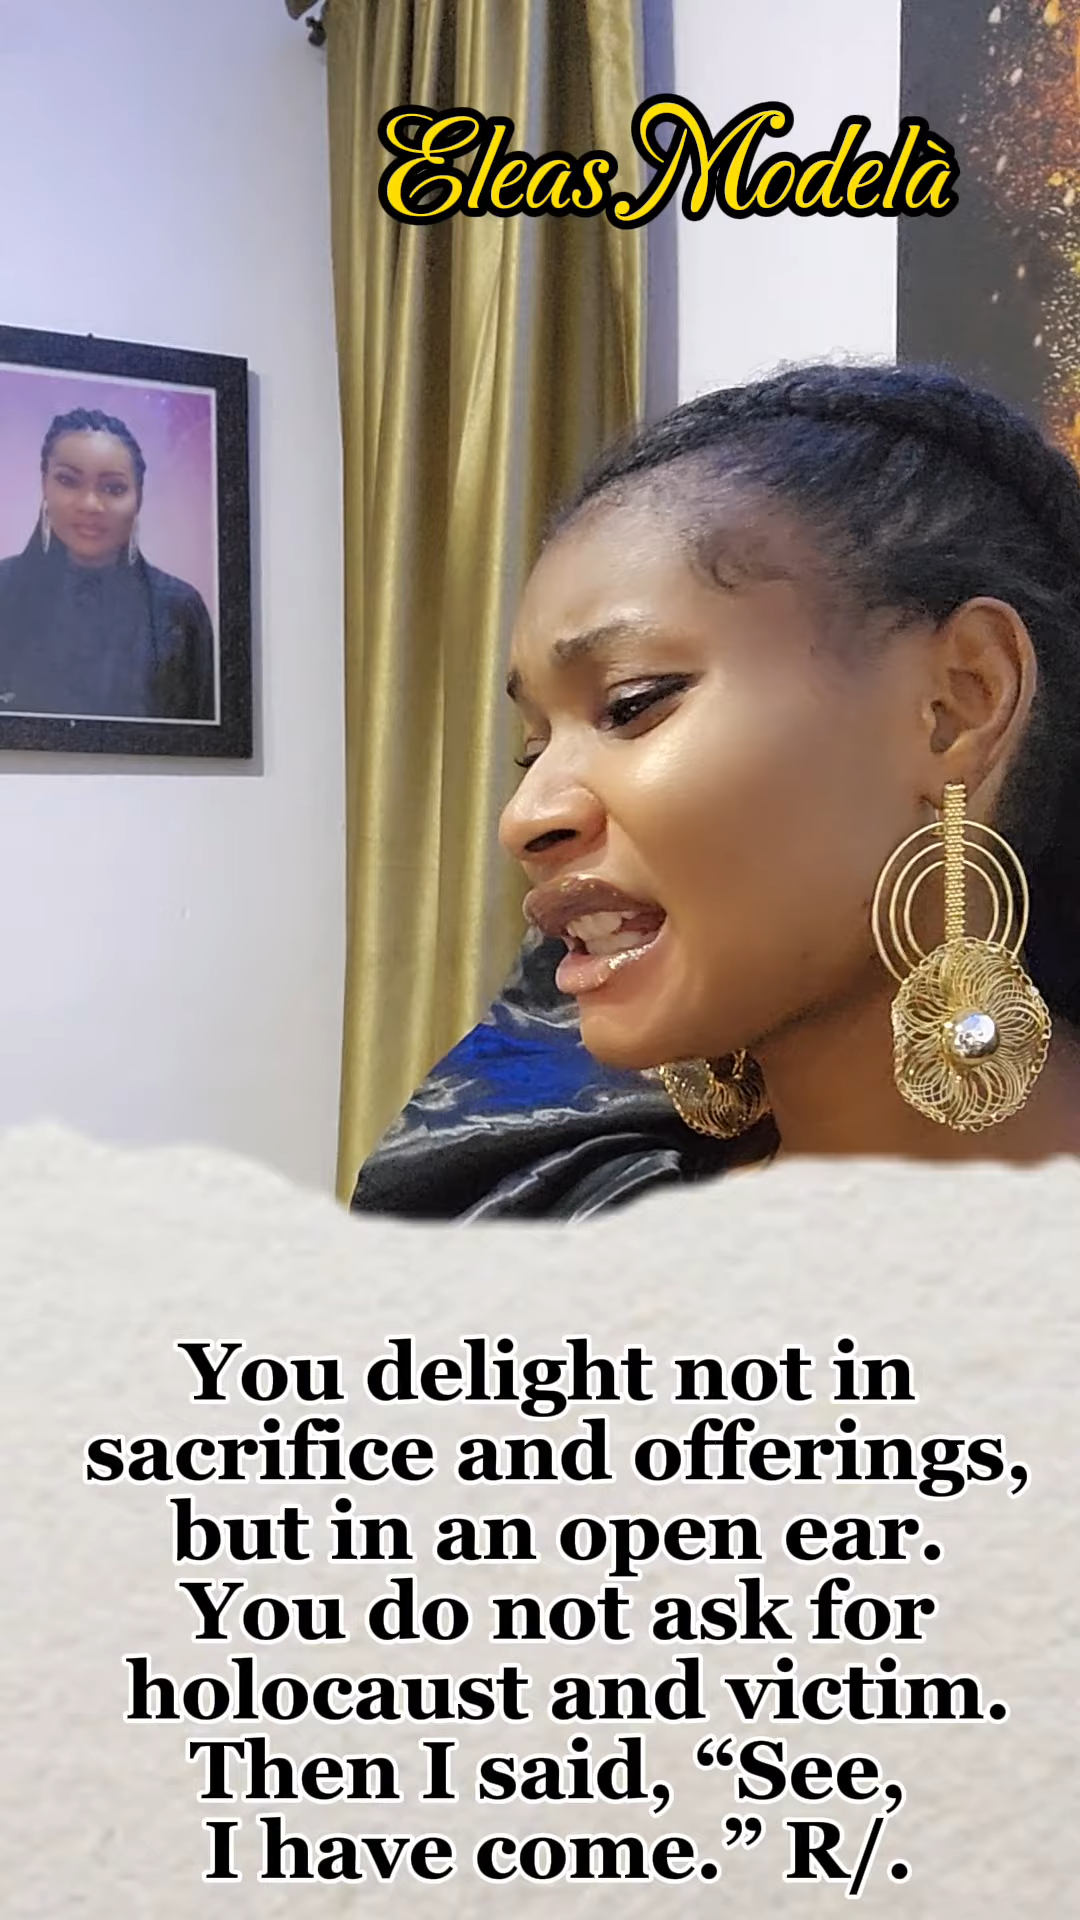 Eleas Modelà
You delight not in
sacrifice and offerings,
but in an open ear.
You do not ask for
holocaust and victim.
Then I said, “See,
I have come.” R/.